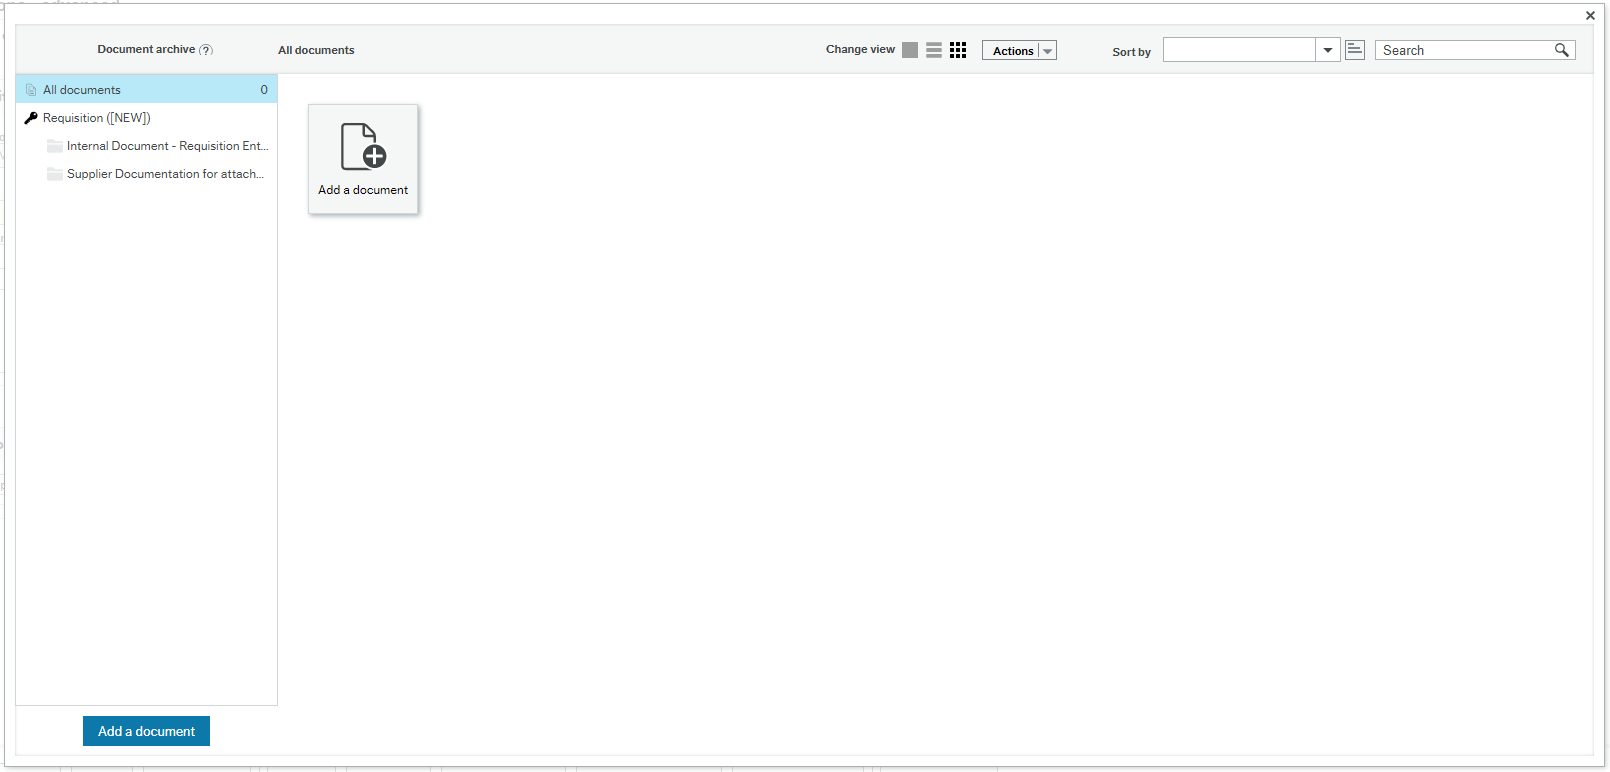 Document archive ?
All documents
Change view
Actions
Sort by
Search
All documents 0
Requisition ([NEW])
Internal Document - Requisition Ent...
Supplier Documentation for attach...
Add a document
Add a document